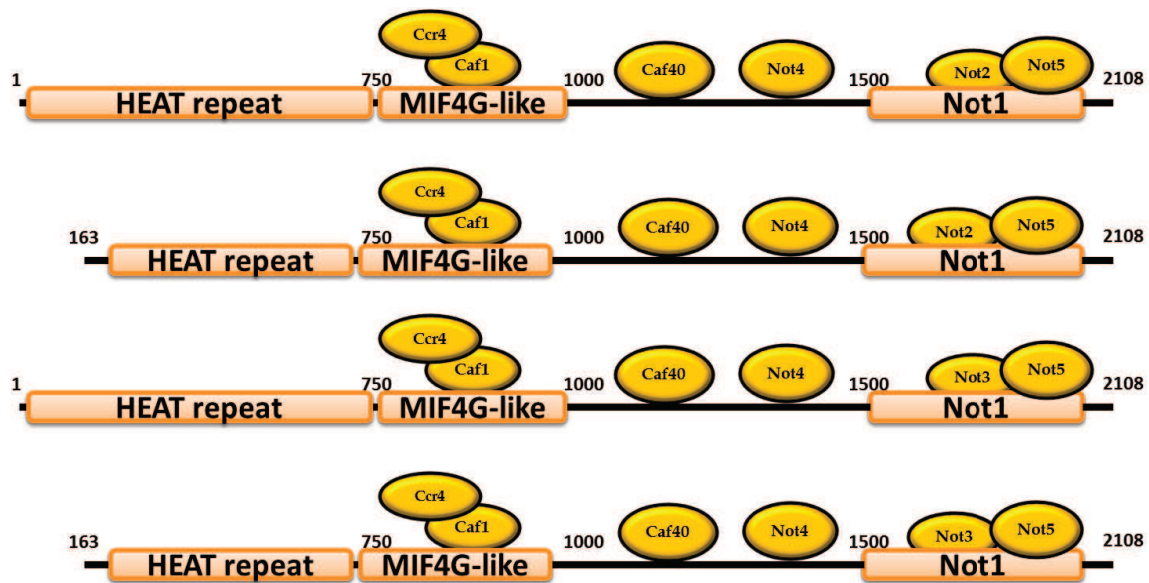 Ccr4
Caf1
Caf40
Not4
Not2
Not5
1
750
1000
1500
2108
HEAT repeat
MIF4G-like
Not1
Ccr4
Caf1
Caf40
Not4
Not2
Not5
163
750
1000
1500
2108
HEAT repeat
MIF4G-like
Not1
Ccr4
Caf1
Caf40
Not4
Not3
Not5
1
750
1000
1500
2108
HEAT repeat
MIF4G-like
Not1
Ccr4
Caf1
Caf40
Not4
Not3
Not5
163
750
1000
1500
2108
HEAT repeat
MIF4G-like
Not1